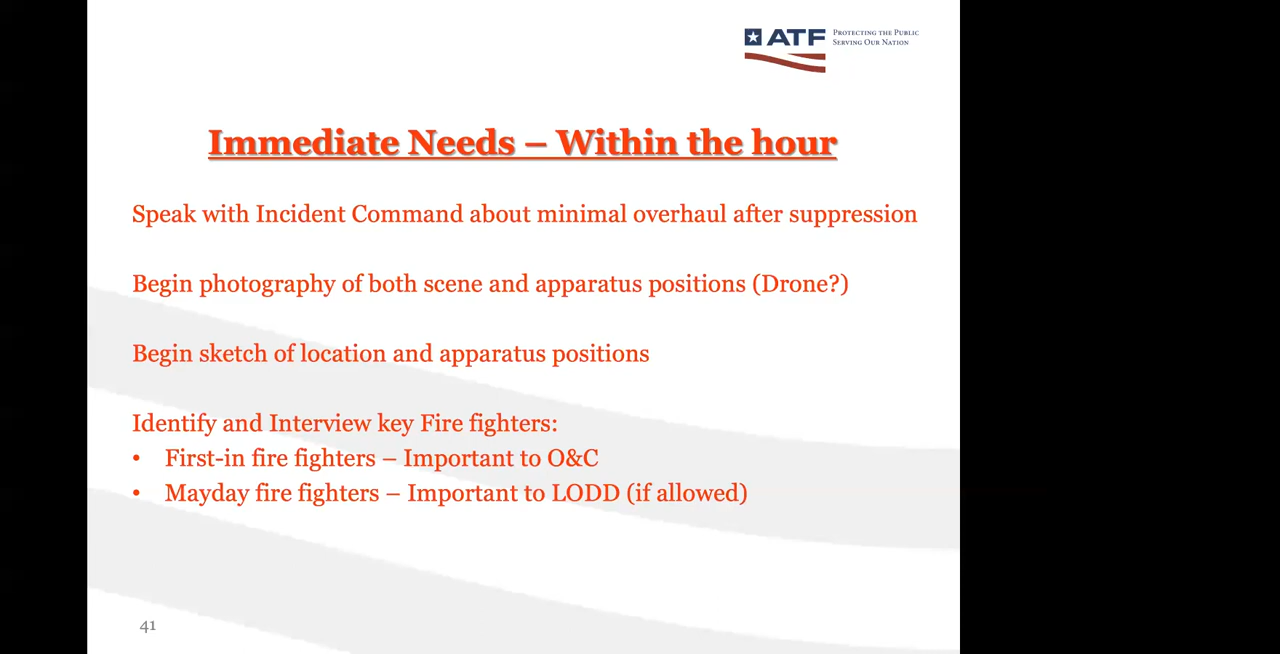 ATF
PROTECTING THE PUBLIC
SERVING OUR NATION
Immediate Needs – Within the hour
Speak with Incident Command about minimal overhaul after suppression
Begin photography of both scene and apparatus positions (Drone?)
Begin sketch of location and apparatus positions
Identify and Interview key Fire fighters:
• First-in fire fighters – Important to O&C
• Mayday fire fighters – Important to LODD (if allowed)
41